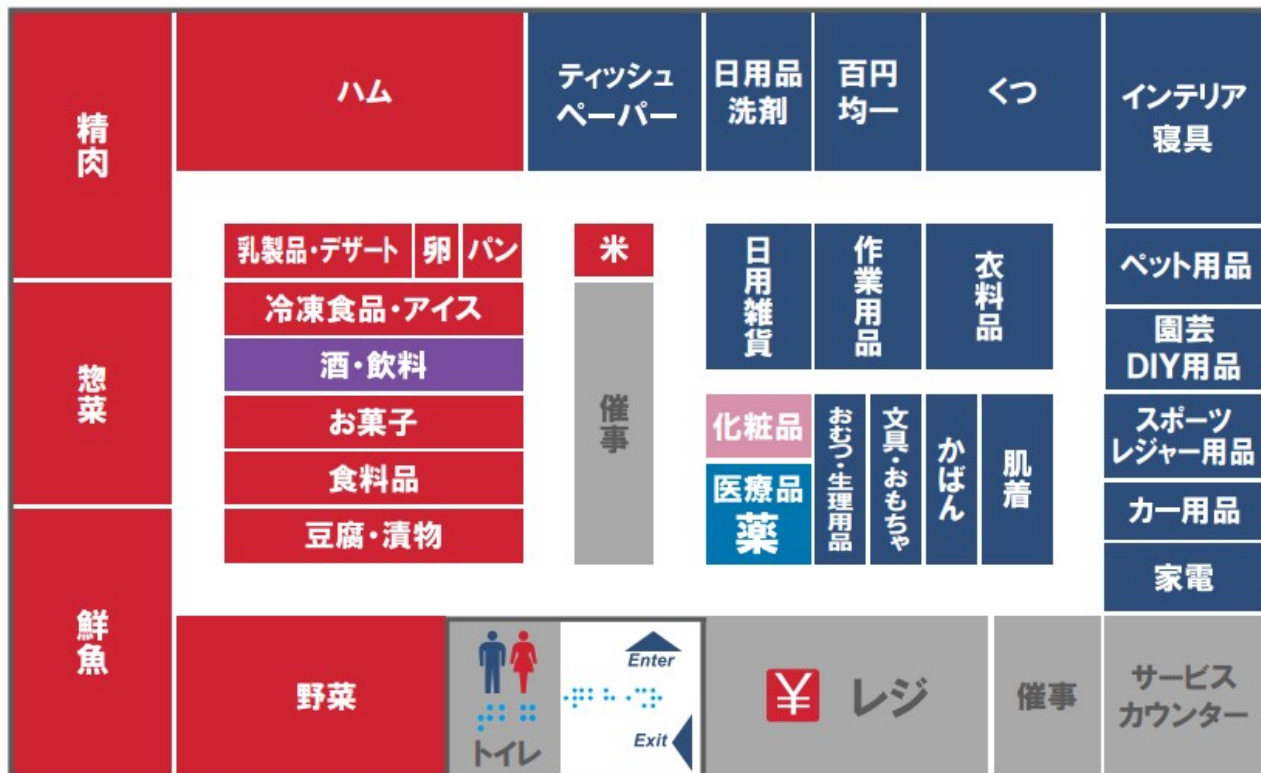 精肉
ハム
ティッシュ
ペーパー
日用品
洗剤
百円
均一
くつ
インテリア
寝具
乳製品・デザート
卵
パン
米
日用雑貨
作業用品
衣料品
ペット用品
冷凍食品・アイス
惣菜
酒・飲料
催事
園芸
DIY用品
お菓子
化粧品
おむつ・生理用品
文具・おもちゃ
かばん
肌着
スポーツ
レジャー用品
食料品
医療品
薬
カー用品
豆腐・漬物
家電
鮮魚
野菜
トイレ
Enter
Exit
¥
レジ
催事
サービス
カウンター